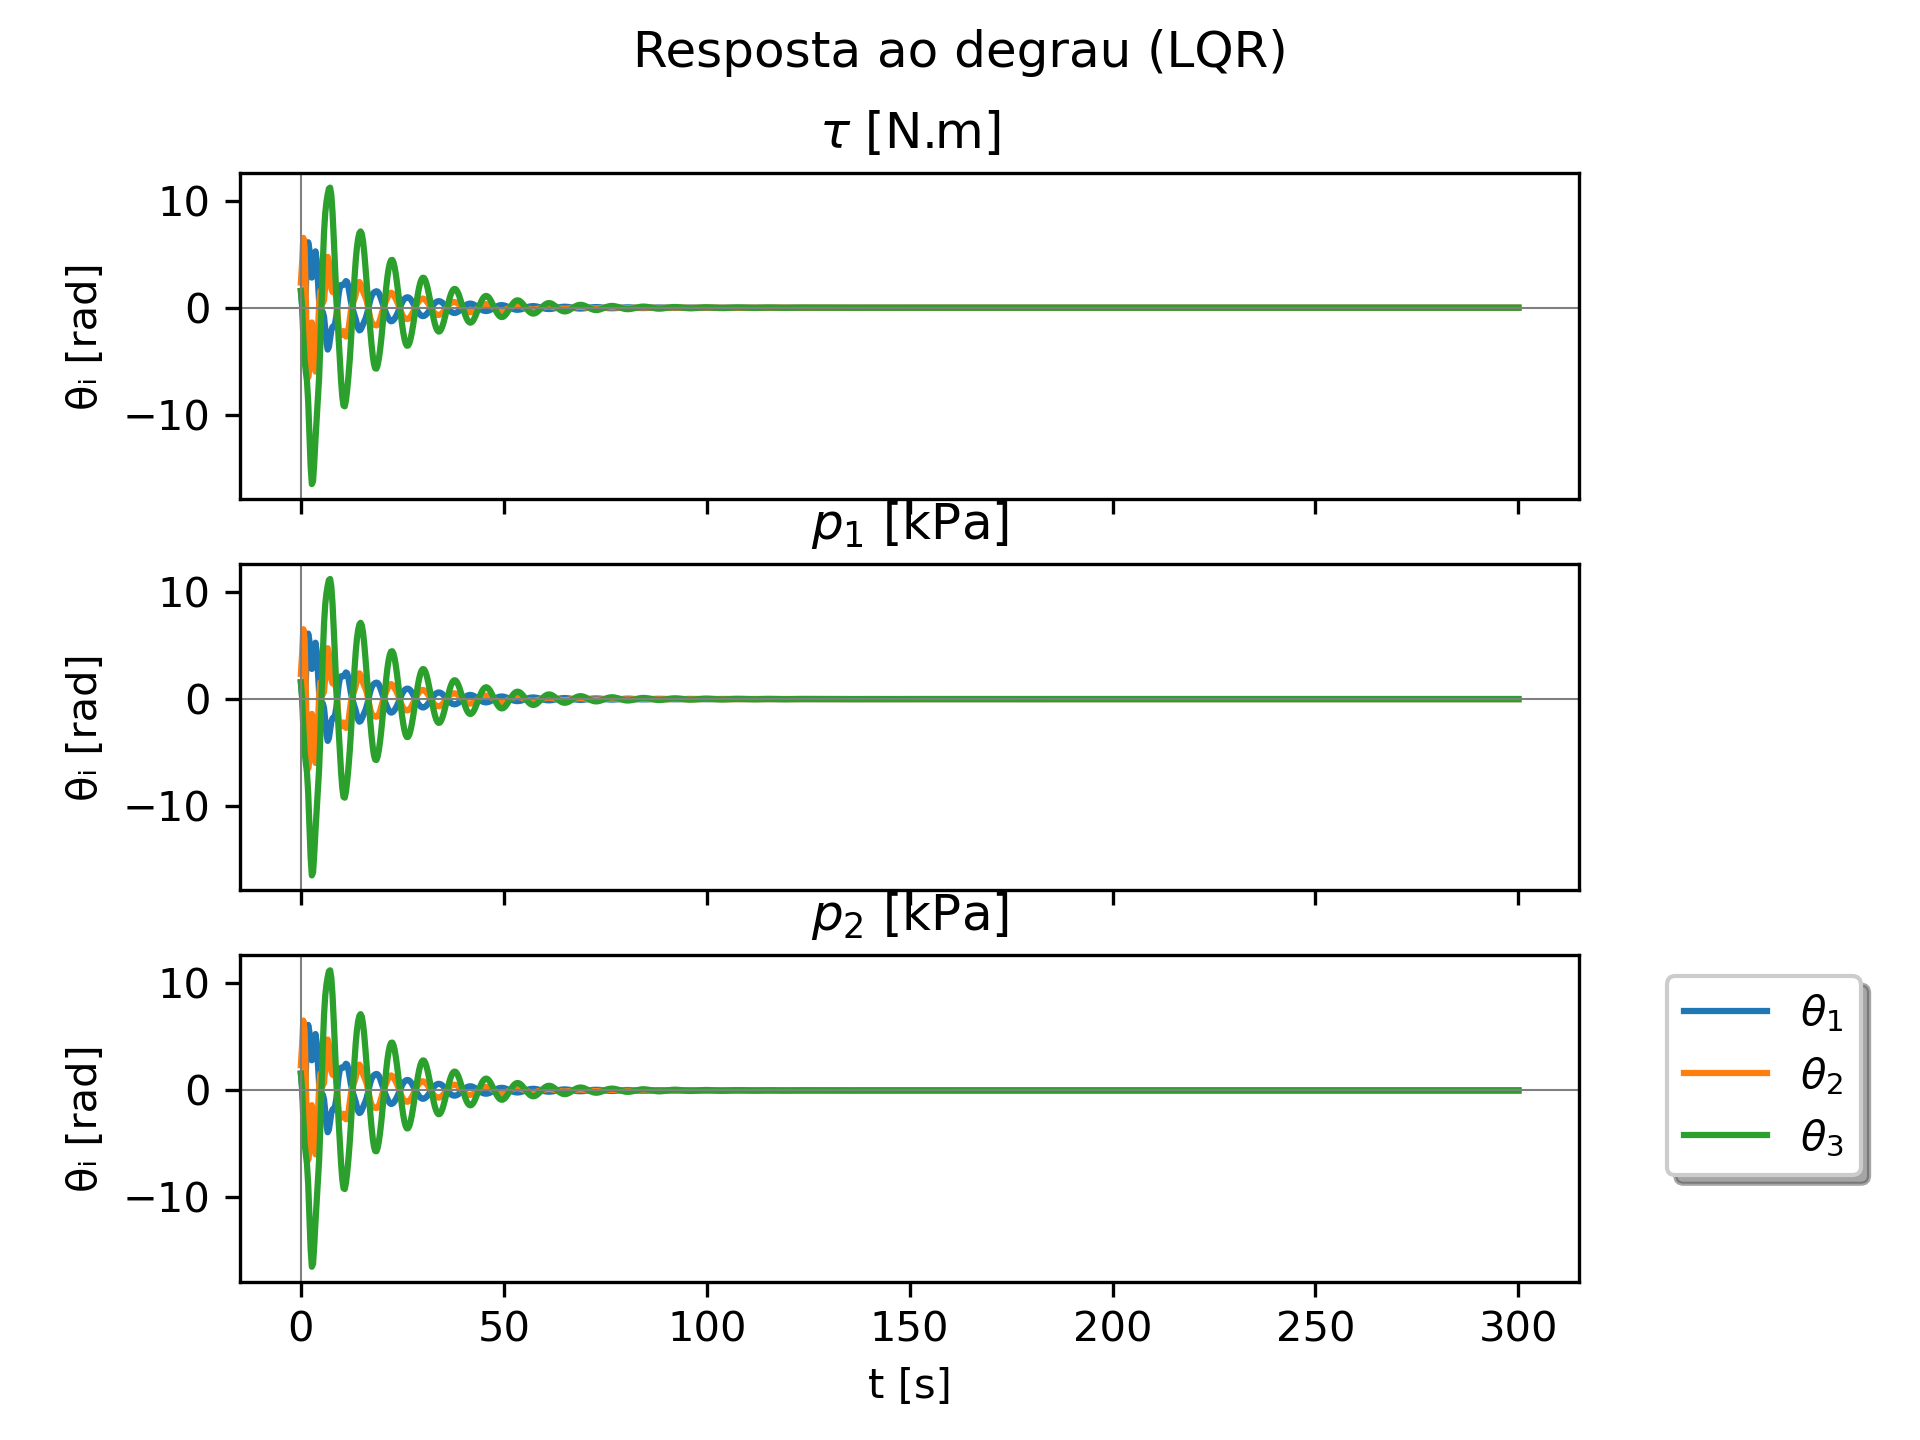 Resposta ao degrau (LQR)
τ [N.m]
10
0
−10
θᵢ [rad]
p₁ [kPa]
10
0
−10
θᵢ [rad]
p₂ [kPa]
10
0
−10
θᵢ [rad]
0 50 100 150 200 250 300
t [s]
θ₁
θ₂
θ₃